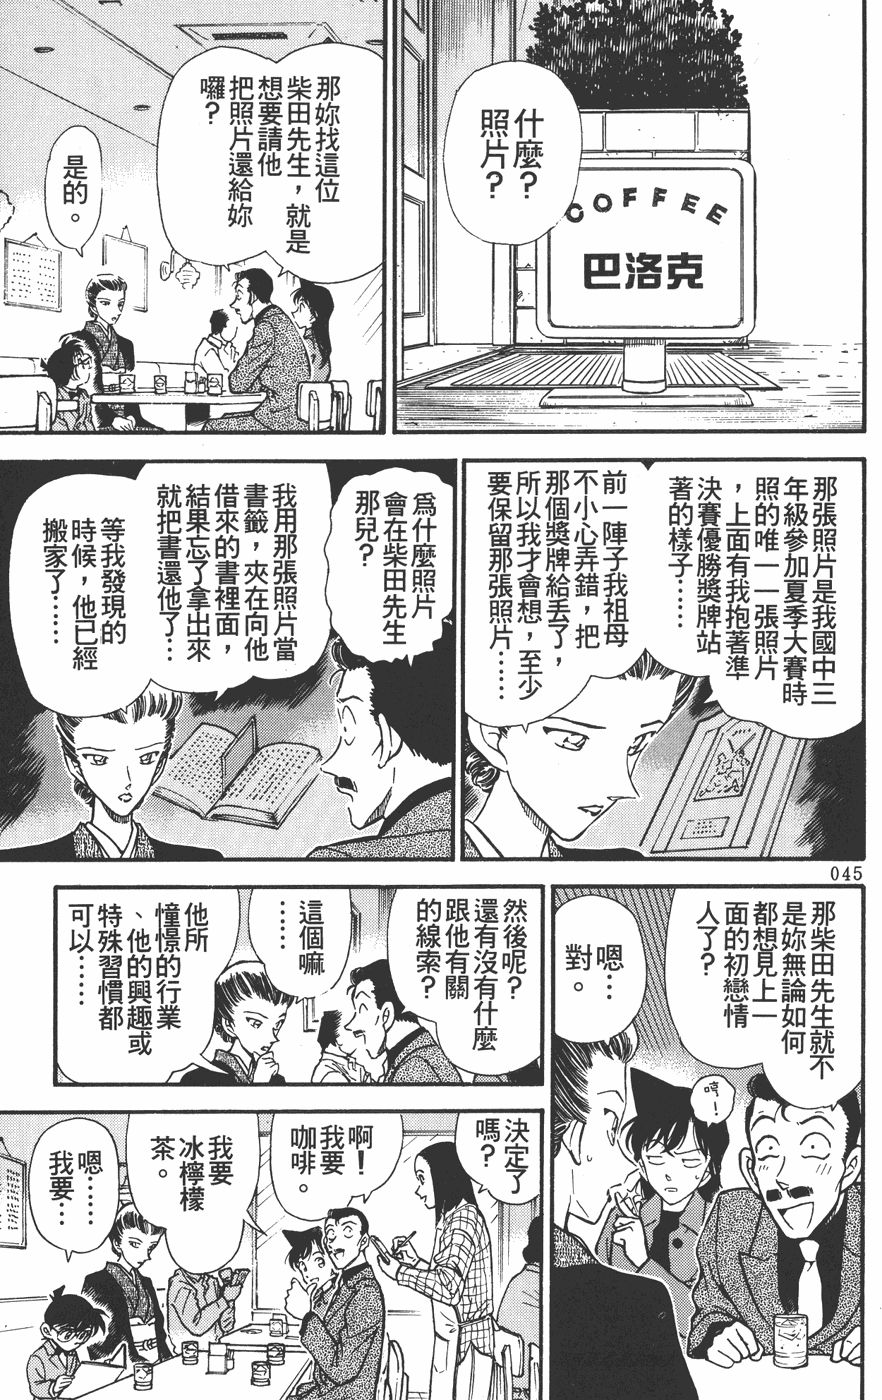 什麼？
照片？
COFFEE
巴洛克
那妳找這位
柴田先生，就是
想要請他
把照片還給妳
囉？
是的。
那張照片是我國中三
年級參加夏季大賽時
照的唯一一張照片
，上面有我抱著準
決賽優勝獎牌站
著的樣子……
前一陣子我祖母
不小心弄錯，把
那個獎牌給丟了，
所以我才會想，至少
要保留那張照片……
為什麼照片
會在柴田先生
那兒？
我用那張照片當
書籤，夾在向他
借來的書裡面，
結果忘了拿出來
就把書還他了…
等我發現的
時候，他已經
搬家了……
045
那柴田先生就不
是妳無論如何
都想見上一
面的初戀情
人了？
哼！
嗯…
對。
然後呢？
還有沒有什麼
跟他有關
的線索？
這個嘛
……
他所
憧憬的行業
、他的興趣或
特殊習慣都
可以……
決定了
嗎？
啊！
我要
咖啡。
我要
冰檸檬
茶。
嗯……
我要…